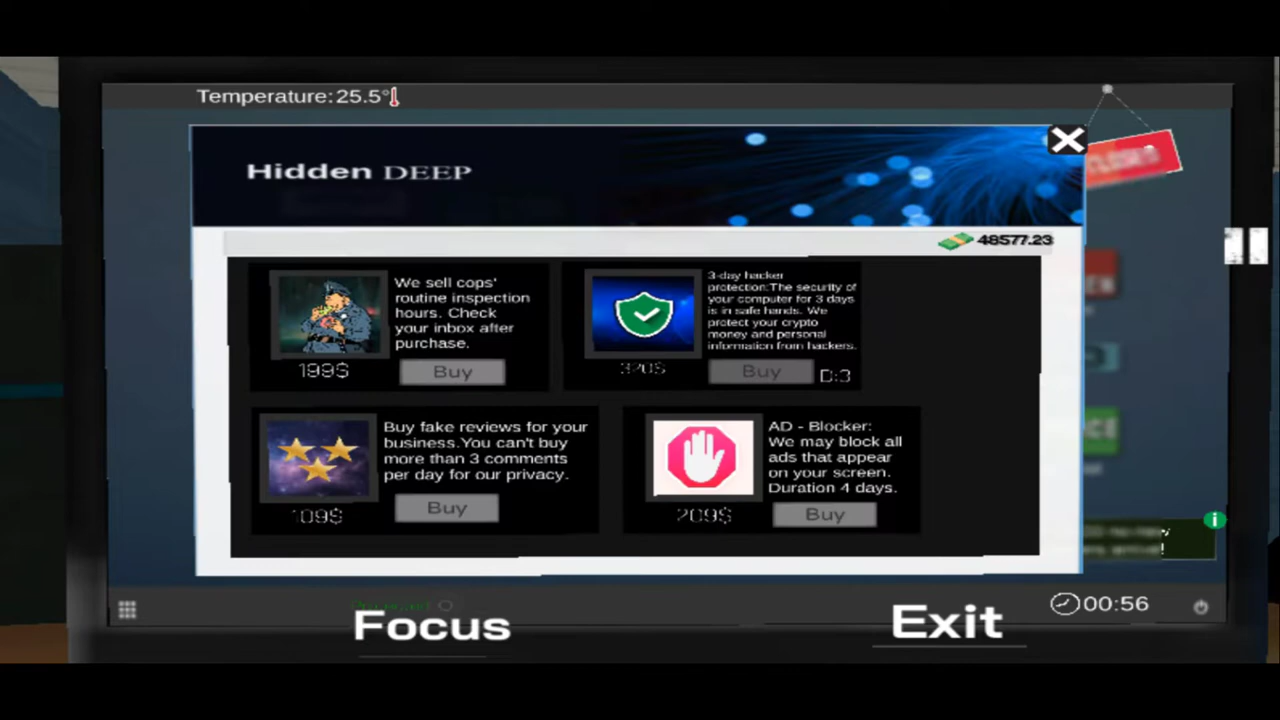 Temperature: 25.5°
CLOSED
Hidden DEEP
48577.23
We sell cops'
routine inspection
hours. Check
your inbox after
purchase.
199$
Buy
3-day hacker
protection:The security of
your computer for 3 days
is in safe hands. We
protect your crypto
money and personal
information from hackers.
320$
Buy
D:3
Buy fake reviews for your
business.You can't buy
more than 3 comments
per day for our privacy.
109$
Buy
AD - Blocker:
We may block all
ads that appear
on your screen.
Duration 4 days.
209$
Buy
00:56
Focus
Exit